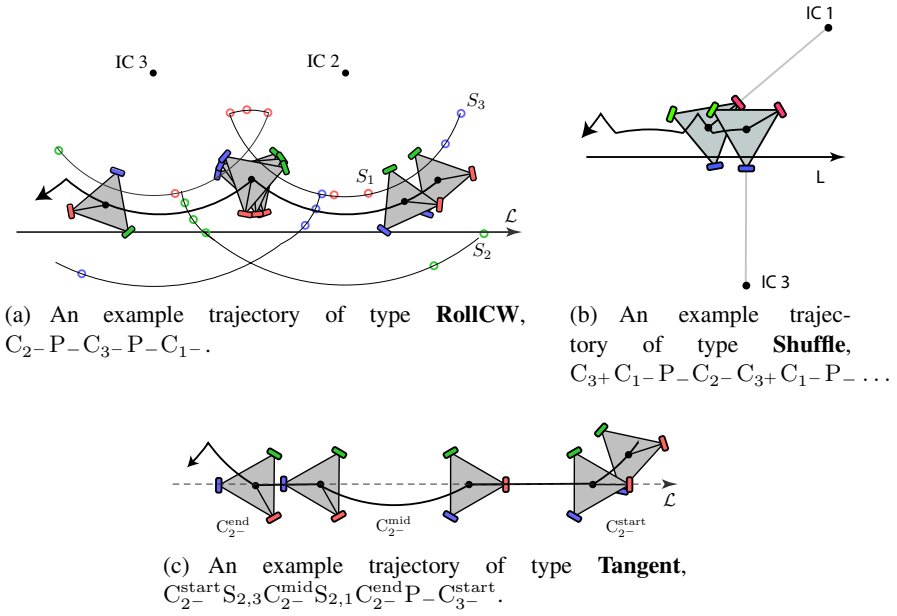 IC 3
IC 2
S₃
S₁
ℒ
S₂
IC 1
L
IC 3
(a) An example trajectory of type RollCW,
C₂₋ P₋ C₃₋ P₋ C₁₋ .
(b) An example trajec-
tory of type Shuffle,
C₃₊ C₁₋ P₋ C₂₋ C₃₊ C₁₋ P₋ ...
ℒ
C₂₋^end
C₂₋^mid
C₂₋^start
(c) An example trajectory of type Tangent,
C₂₋^start S₂,₃ C₂₋^mid S₂,₁ C₂₋^end P₋ C₃₋^start .